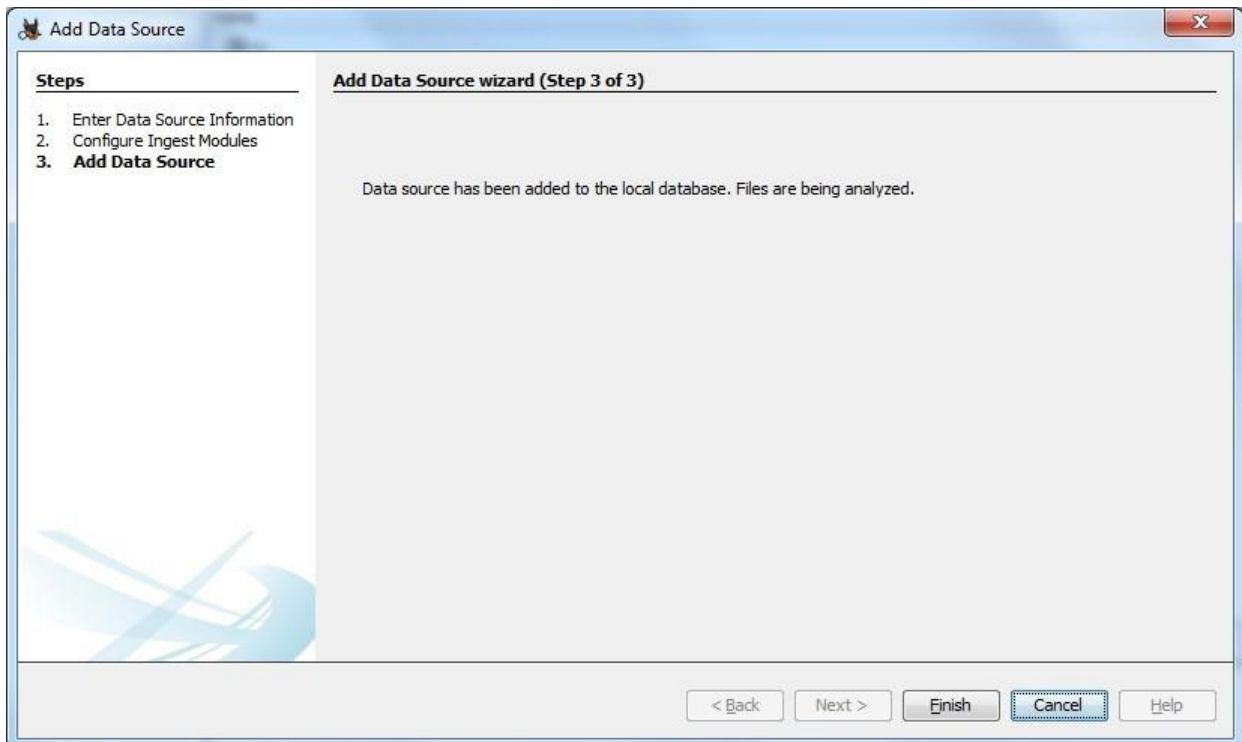 Add Data Source
Steps
1. Enter Data Source Information
2. Configure Ingest Modules
3. Add Data Source
Add Data Source wizard (Step 3 of 3)
Data source has been added to the local database. Files are being analyzed.
< Back Next > Finish Cancel Help